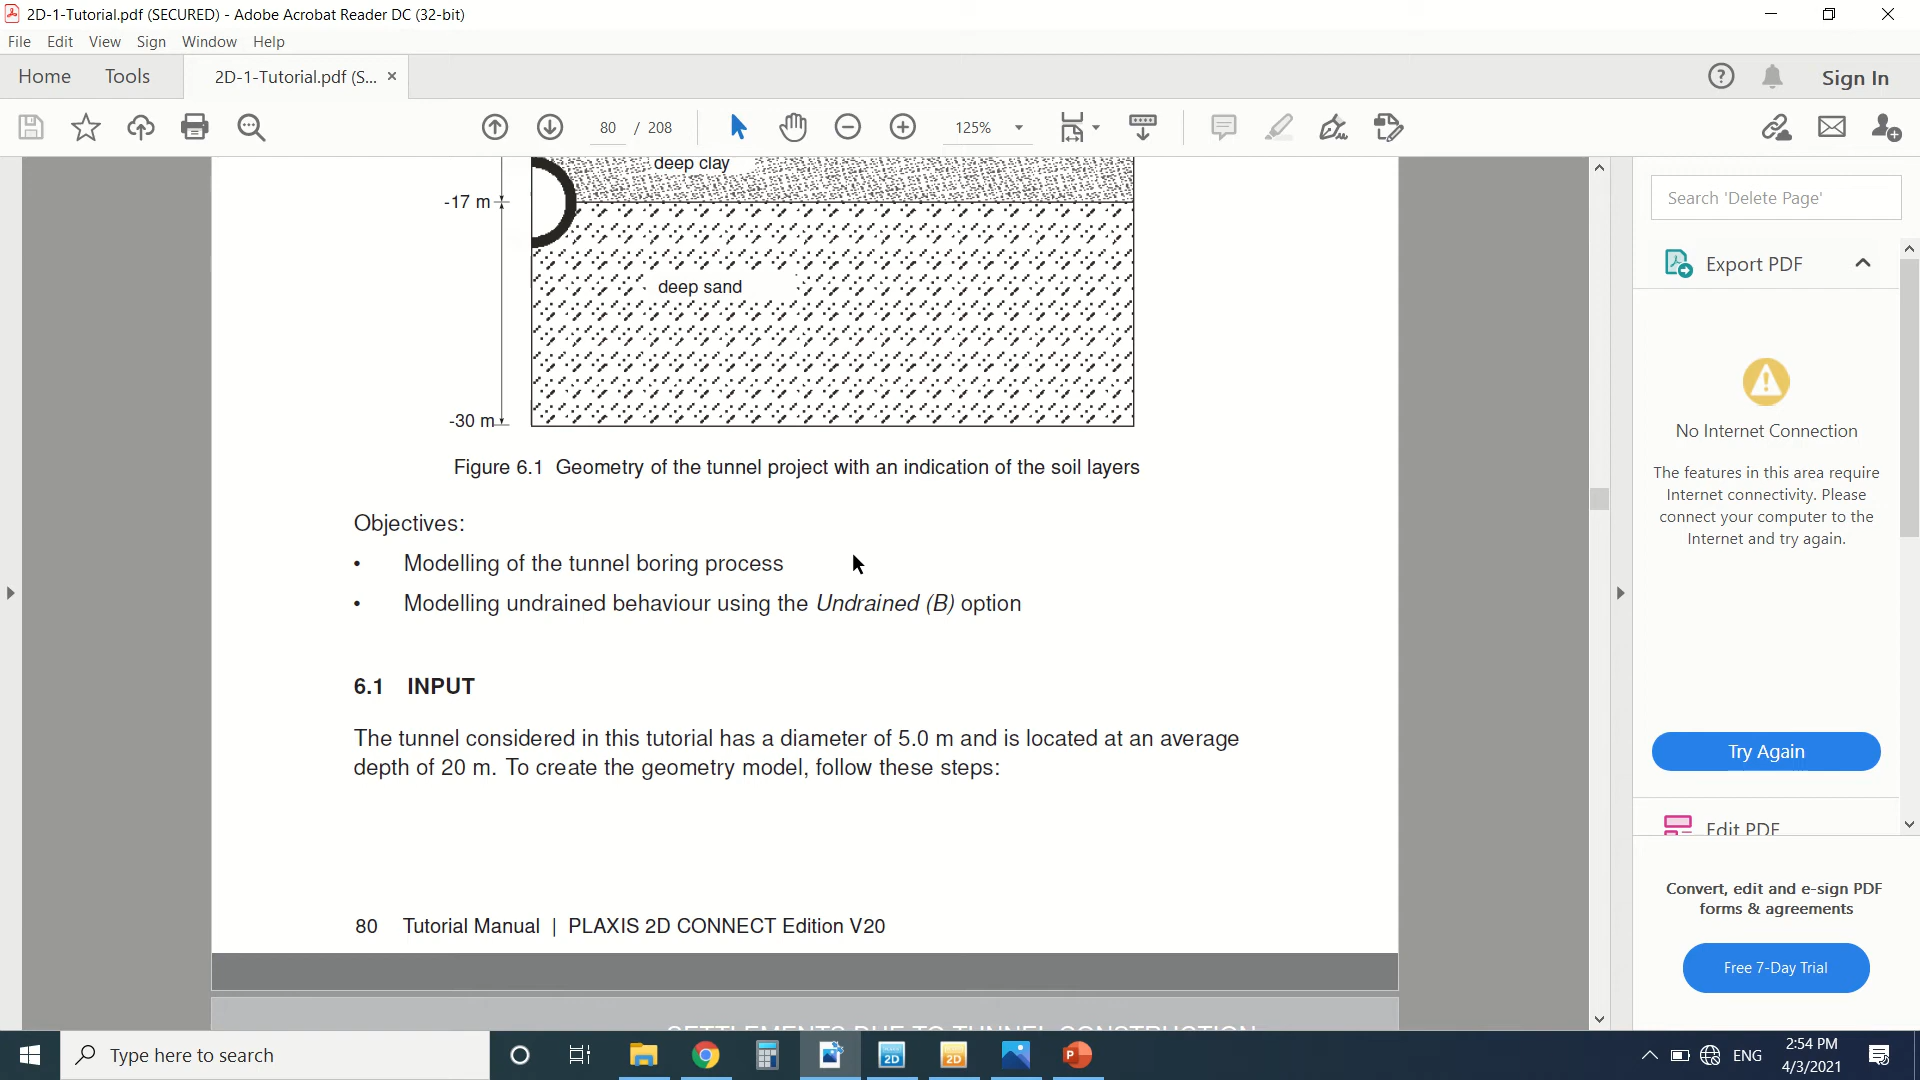 2D-1-Tutorial.pdf (SECURED) - Adobe Acrobat Reader DC (32-bit)
File Edit View Sign Window Help
Home Tools 2D-1-Tutorial.pdf (S... × Sign In
80 / 208 125%
deep clay
-17 m
deep sand
-30 m
Figure 6.1 Geometry of the tunnel project with an indication of the soil layers
Objectives:
• Modelling of the tunnel boring process
• Modelling undrained behaviour using the Undrained (B) option
6.1 INPUT
The tunnel considered in this tutorial has a diameter of 5.0 m and is located at an average
depth of 20 m. To create the geometry model, follow these steps:
80 Tutorial Manual | PLAXIS 2D CONNECT Edition V20
SETTLEMENTS DUE TO TUNNEL CONSTRUCTION
Search 'Delete Page'
Export PDF
No Internet Connection
The features in this area require
Internet connectivity. Please
connect your computer to the
Internet and try again.
Try Again
Edit PDF
Convert, edit and e-sign PDF
forms & agreements
Free 7-Day Trial
Type here to search
2D
2D
P
ENG
2:54 PM
4/3/2021